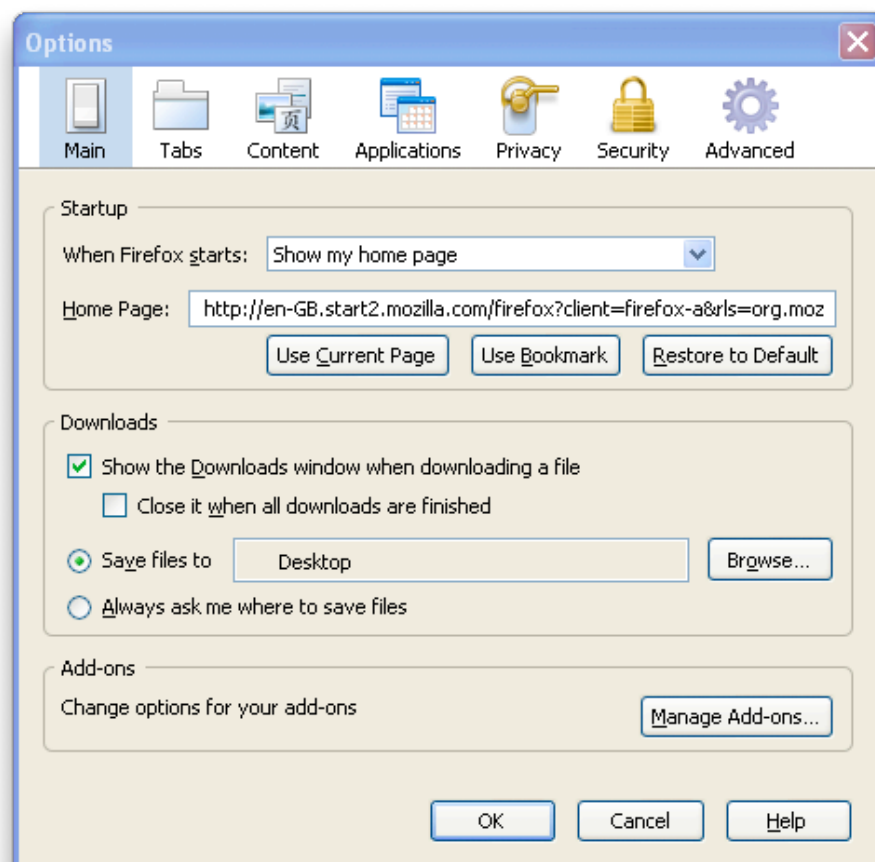 Options
Main Tabs Content Applications Privacy Security Advanced
页
Startup
When Firefox starts: Show my home page
Home Page: http://en-GB.start2.mozilla.com/firefox?client=firefox-a&rls=org.moz
Use Current Page Use Bookmark Restore to Default
Downloads
Show the Downloads window when downloading a file
Close it when all downloads are finished
Save files to Desktop Browse...
Always ask me where to save files
Add-ons
Change options for your add-ons
Manage Add-ons...
OK Cancel Help